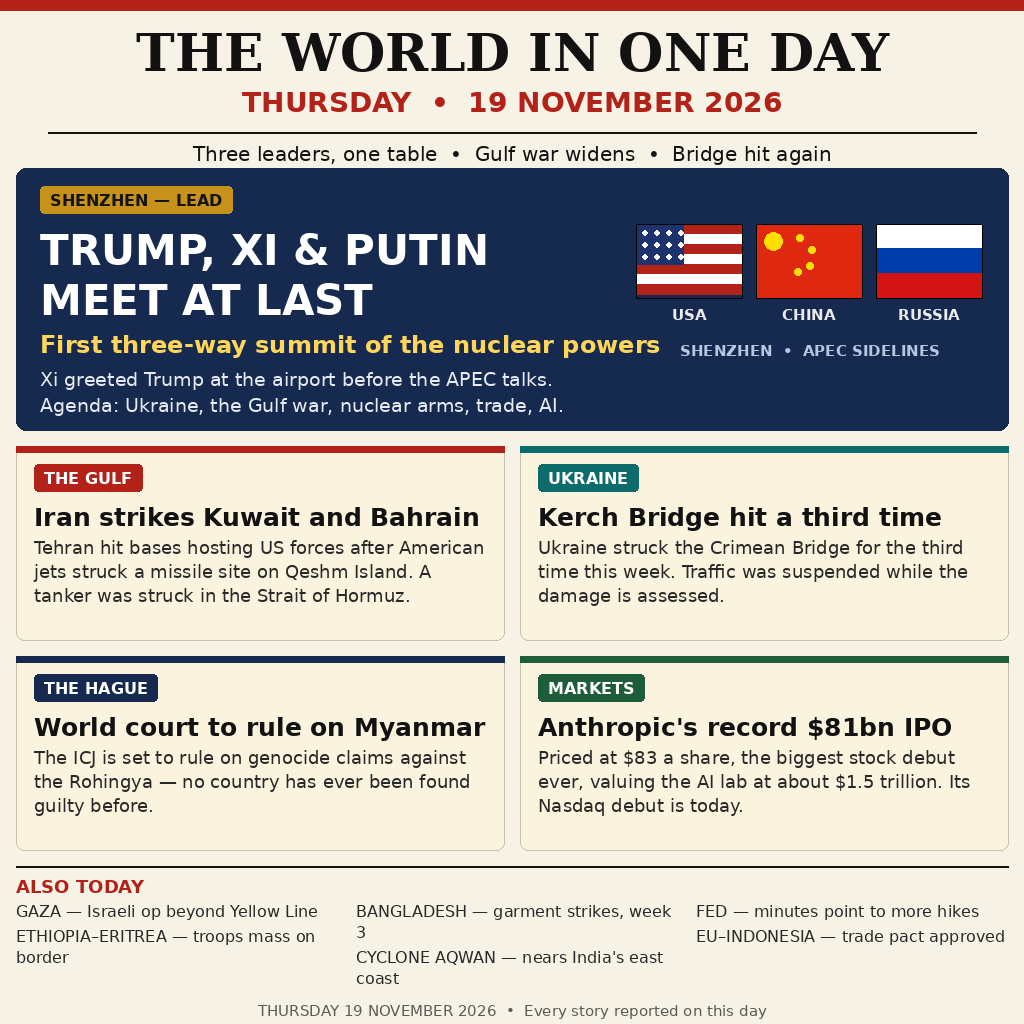 THE WORLD IN ONE DAY
THURSDAY • 19 NOVEMBER 2026
Three leaders, one table • Gulf war widens • Bridge hit again
SHENZHEN — LEAD
TRUMP, XI & PUTIN
MEET AT LAST
First three-way summit of the nuclear powers
Xi greeted Trump at the airport before the APEC talks.
Agenda: Ukraine, the Gulf war, nuclear arms, trade, AI.
USA
CHINA
RUSSIA
SHENZHEN • APEC SIDELINES
THE GULF
Iran strikes Kuwait and Bahrain
Tehran hit bases hosting US forces after American
jets struck a missile site on Qeshm Island. A
tanker was struck in the Strait of Hormuz.
UKRAINE
Kerch Bridge hit a third time
Ukraine struck the Crimean Bridge for the third
time this week. Traffic was suspended while the
damage is assessed.
THE HAGUE
World court to rule on Myanmar
The ICJ is set to rule on genocide claims against
the Rohingya — no country has ever been found
guilty before.
MARKETS
Anthropic's record $81bn IPO
Priced at $83 a share, the biggest stock debut
ever, valuing the AI lab at about $1.5 trillion. Its
Nasdaq debut is today.
ALSO TODAY
GAZA — Israeli op beyond Yellow Line
ETHIOPIA–ERITREA — troops mass on
border
BANGLADESH — garment strikes, week
3
CYCLONE AQWAN — nears India's east
coast
FED — minutes point to more hikes
EU–INDONESIA — trade pact approved
THURSDAY 19 NOVEMBER 2026 • Every story reported on this day